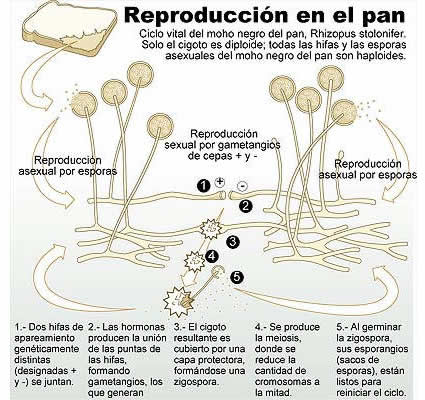 Reproducción en el pan
Ciclo vital del moho negro del pan, Rhizopus stolonifer.
Solo el cigoto es diploide; todas las hifas y las esporas
asexuales del moho negro del pan son haploides.
Reproducción
sexual por gametangios
de cepas + y -
Reproducción
asexual por esporas
Reproducción
asexual por esporas
1 + -
2
3
4
5
1.- Dos hifas de
apareamiento
genéticamente
distintas
(designadas +
y -) se juntan.
2.- Las hormonas
producen la unión
de las puntas de
las hifas,
formando
gametangios, los
que generan
3.- El cigoto
resultante es
cubierto por una
capa protectora,
formándose una
zigospora.
4.- Se produce
la meiosis,
donde se
reduce la
cantidad de
cromosomas a
la mitad.
5.- Al germinar
la zigospora,
sus esporangios
(sacos de
esporas), están
listos para
reiniciar el ciclo.